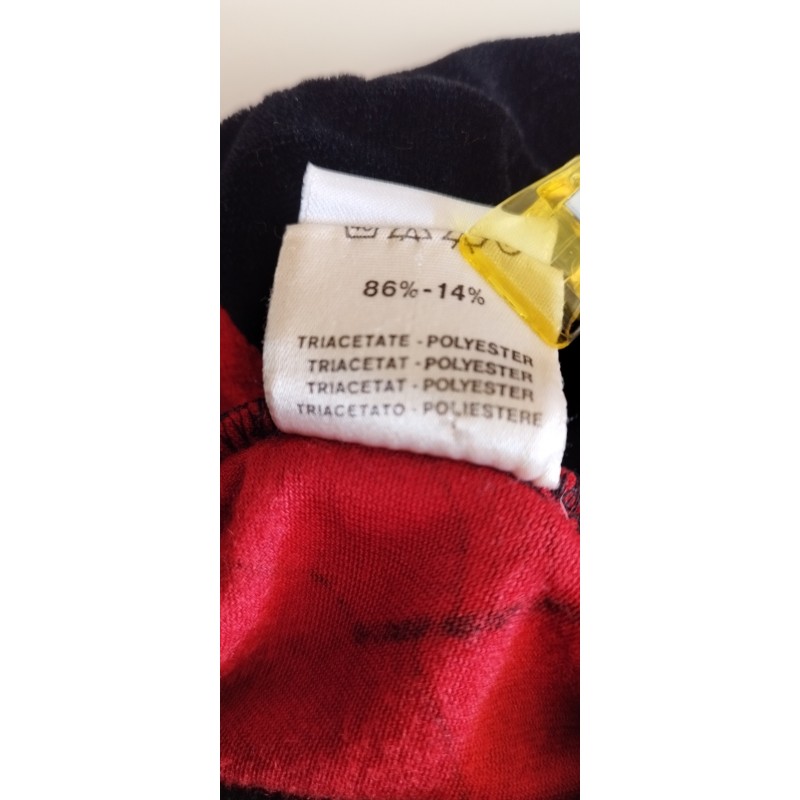 86%-14%
TRIACETATE - POLYESTER
TRIACETAT - POLYESTER
TRIACETAT - POLYESTER
TRIACETATO - POLIESTERE